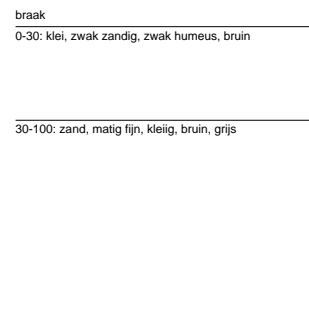 braak
0-30: klei, zwak zandig, zwak humeus, bruin
30-100: zand, matig fijn, kleiig, bruin, grijs